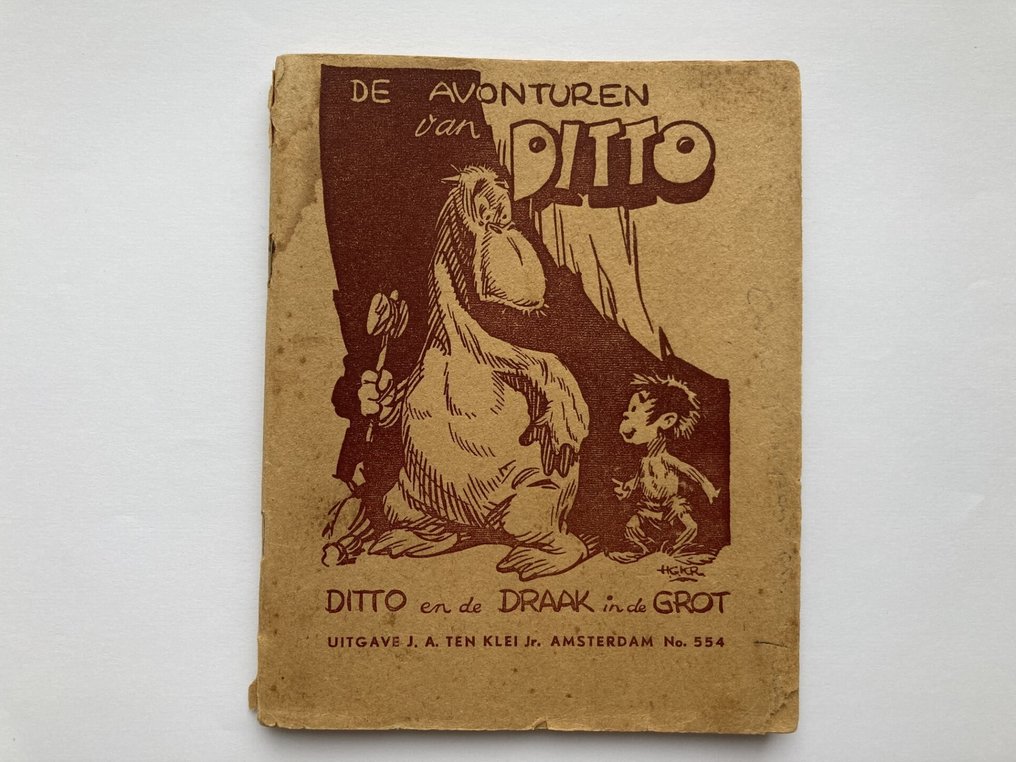 DE AVONTUREN
van DITTO
HGKR
DITTO en de DRAAK in de GROT
UITGAVE J. A. TEN KLEI Jr. AMSTERDAM No. 554